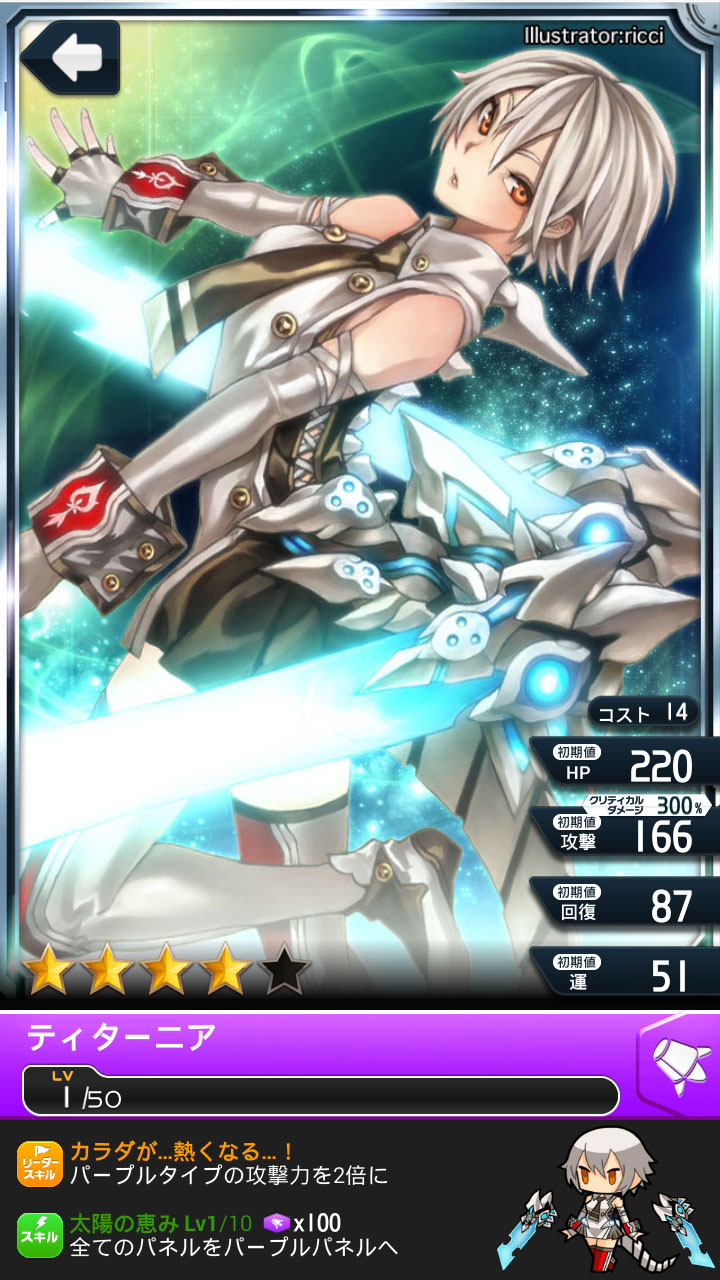 Illustrator:ricci
コスト 14
初期値
HP 220
クリティカル
ダメージ 300%
初期値
攻撃 166
初期値
回復 87
初期値
運 51
ティターニア
LV
1/50
リーダー
スキル
カラダが…熱くなる…！
パープルタイプの攻撃力を2倍に
スキル
太陽の恵み Lv1/10 x100
全てのパネルをパープルパネルへ